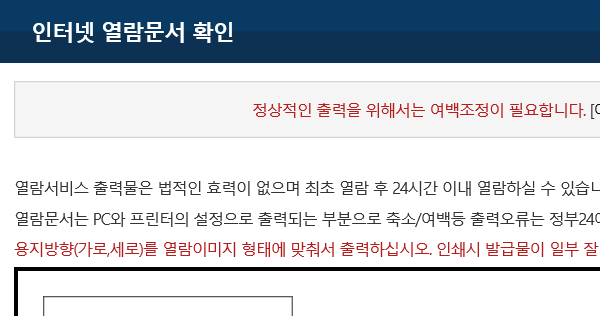 인터넷 열람문서 확인
정상적인 출력을 위해서는 여백조정이 필요합니다. [
열람서비스 출력물은 법적인 효력이 없으며 최초 열람 후 24시간 이내 열람하실 수
열람문서는 PC와 프린터의 설정으로 출력되는 부분으로 축소/여백등 출력오류는 정부24
용지방향(가로,세로)를 열람이미지 형태에 맞춰서 출력하십시오. 인쇄시 발급물이 일부 잘